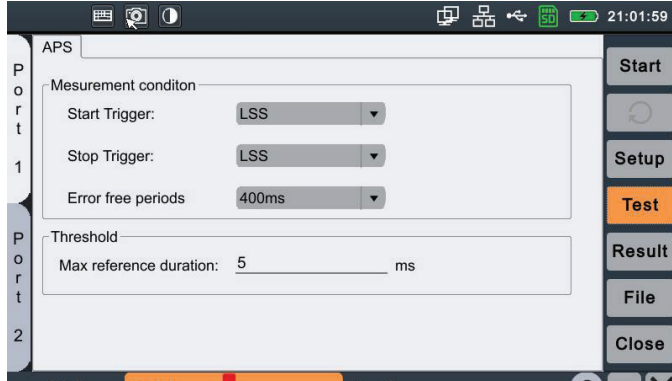 SD
21:01:59
Port 1
Port 2
APS
Mesurement conditon
Start Trigger: LSS
Stop Trigger: LSS
Error free periods 400ms
Threshold
Max reference duration: 5 ms
Start
Setup
Test
Result
File
Close